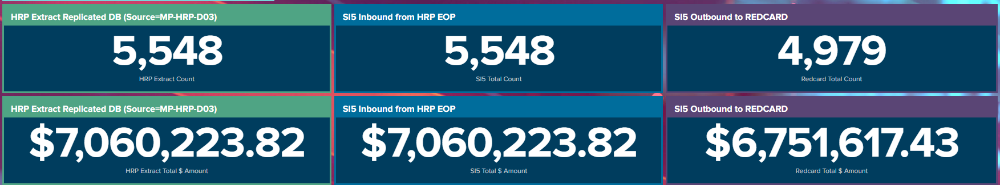 HRP Extract Replicated DB (Source=MP-HRP-D03)
5,548
HRP Extract Count
SI5 Inbound from HRP EOP
5,548
SI5 Total Count
SI5 Outbound to REDCARD
4,979
Redcard Total Count
HRP Extract Replicated DB (Source=MP-HRP-D03)
$7,060,223.82
HRP Extract Total $ Amount
SI5 Inbound from HRP EOP
$7,060,223.82
SI5 Total $ Amount
SI5 Outbound to REDCARD
$6,751,617.43
Redcard Total $ Amount